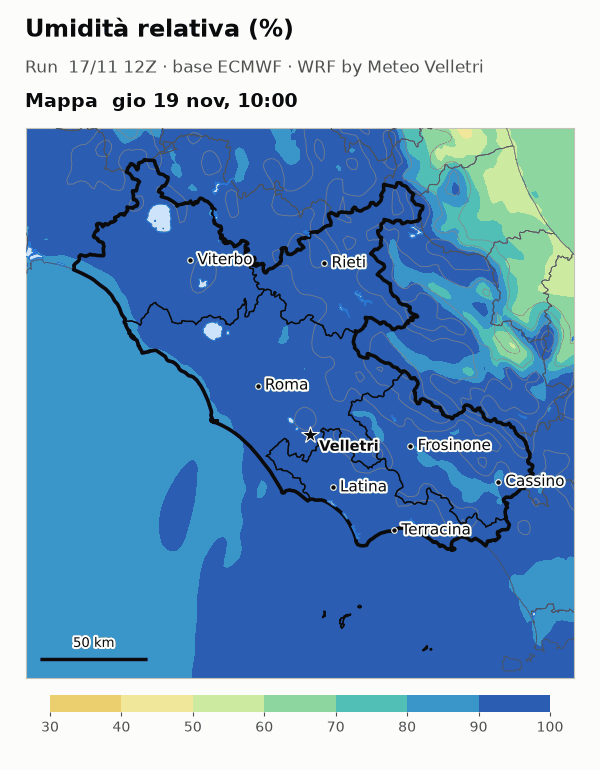 Umidità relativa (%)
Run  17/11 12Z · base ECMWF · WRF by Meteo Velletri
Mappa  gio 19 nov, 10:00
Viterbo
Rieti
Roma
Velletri
Frosinone
Latina
Cassino
Terracina
50 km
30 40 50 60 70 80 90 100